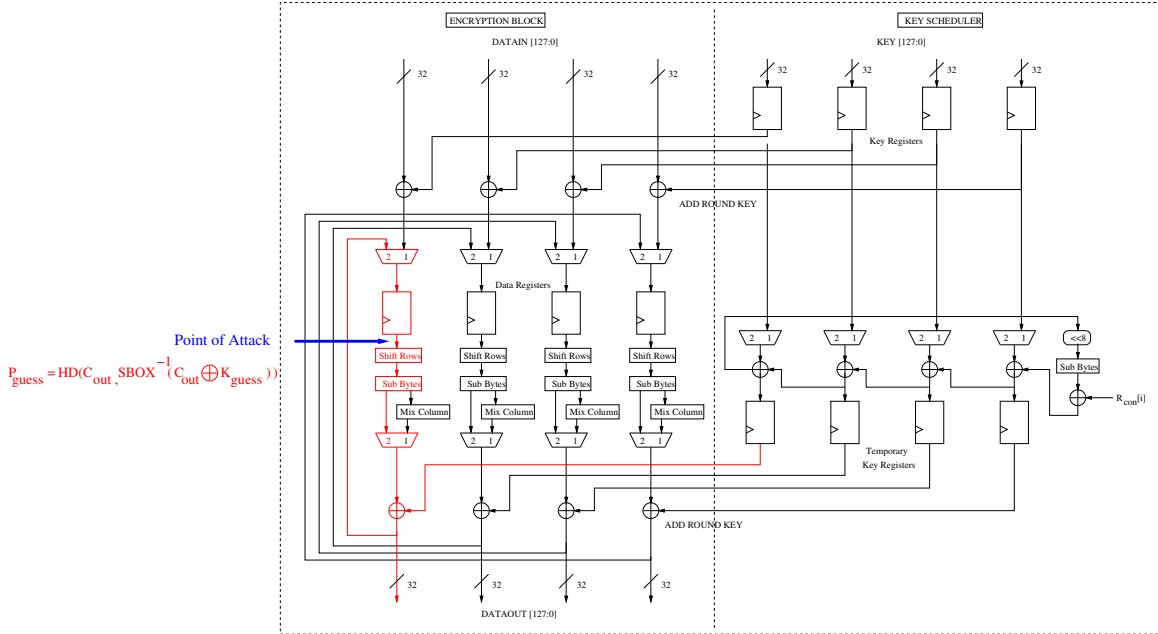 ENCRYPTION BLOCK
KEY SCHEDULER
DATAIN [127:0]
KEY [127:0]
32 32 32 32 32 32 32 32
Key Registers
ADD ROUND KEY
2 1 2 1 2 1 2 1
Data Registers
Point of Attack
P_guess = HD(C_out, SBOX^-1(C_out ⊕ K_guess))
2 1 2 1 2 1 2 1 <<8
Shift Rows Shift Rows Shift Rows Shift Rows
Sub Bytes
Sub Bytes Sub Bytes Sub Bytes Sub Bytes
R_con[i]
Mix Column Mix Column Mix Column Mix Column
2 1 2 1 2 1 2 1
Temporary
Key Registers
ADD ROUND KEY
32 32 32 32
DATAOUT [127:0]